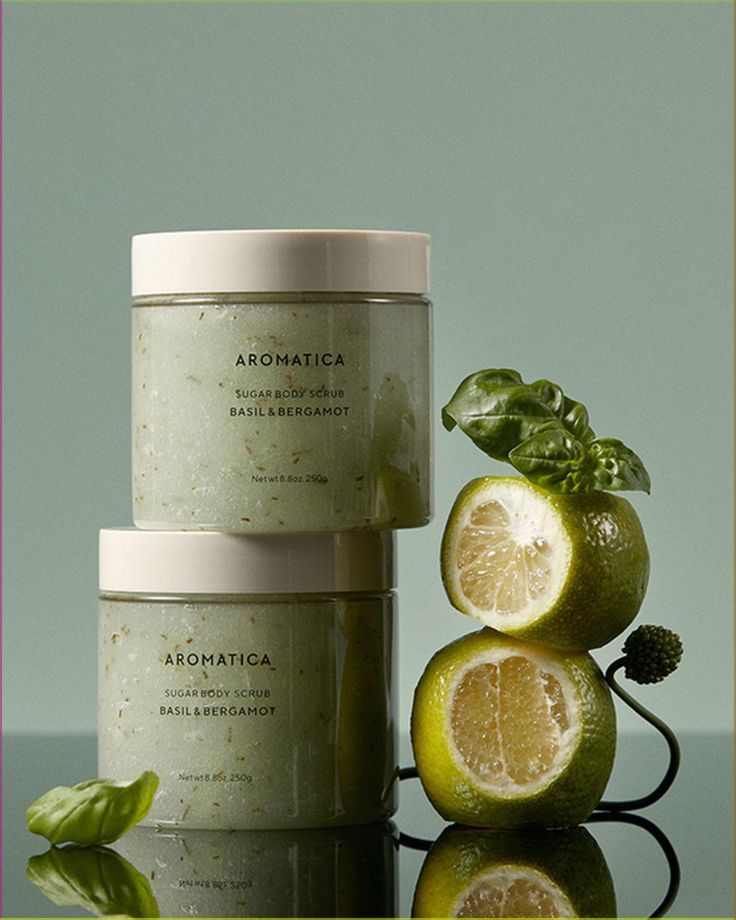 AROMATICA
SUGAR BODY SCRUB
BASIL & BERGAMOT
Net wt 8.8oz. 250g
AROMATICA
SUGAR BODY SCRUB
BASIL & BERGAMOT
Net wt 8.8oz. 250g